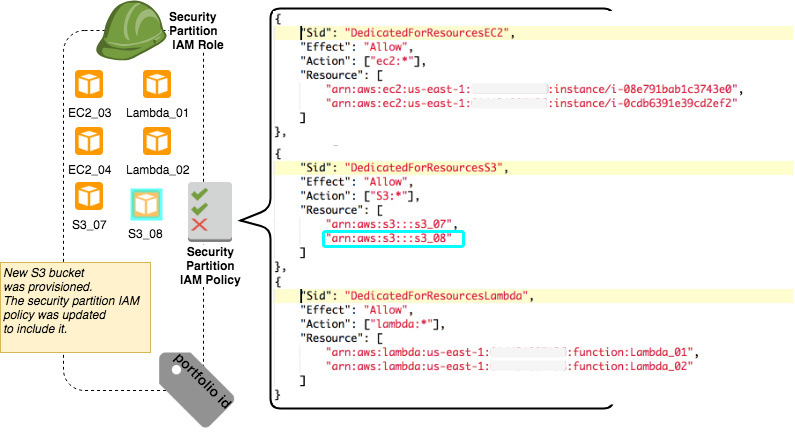 Security
Partition
IAM Role
EC2_03
Lambda_01
EC2_04
Lambda_02
S3_07
S3_08
Security
Partition
IAM Policy
New S3 bucket
was provisioned.
The security partition IAM
policy was updated
to include it.
portfolio id
{
"Sid": "DedicatedForResourcesEC2",
"Effect": "Allow",
"Action": ["ec2:*"],
"Resource": [
"arn:aws:ec2:us-east-1: :instance/i-08e791bab1c3743e0",
"arn:aws:ec2:us-east-1: :instance/i-0cdb6391e39cd2ef2"
]
},
{
"Sid": "DedicatedForResourcesS3",
"Effect": "Allow",
"Action": ["S3:*"],
"Resource": [
"arn:aws:s3:::s3_07",
"arn:aws:s3:::s3_08"
]
},
{
"Sid": "DedicatedForResourcesLambda",
"Effect": "Allow",
"Action": ["lambda:*"],
"Resource": [
"arn:aws:lambda:us-east-1: :function:Lambda_01",
"arn:aws:lambda:us-east-1: :function:Lambda_02"
]
}